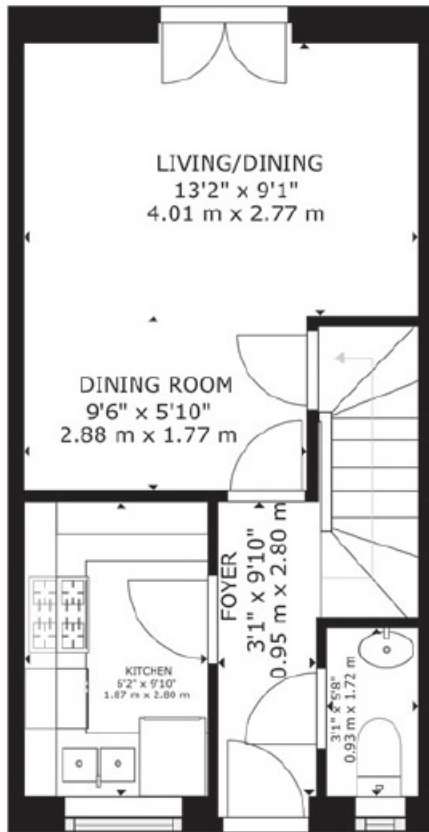 LIVING/DINING
13'2" x 9'1"
4.01 m x 2.77 m
DINING ROOM
9'6" x 5'10"
2.88 m x 1.77 m
FOYER
3'1" x 9'10"
0.95 m x 2.80 m
KITCHEN
6'2" x 9'10"
1.87 m x 2.80 m
3'1" x 5'8"
0.93 m x 1.72 m